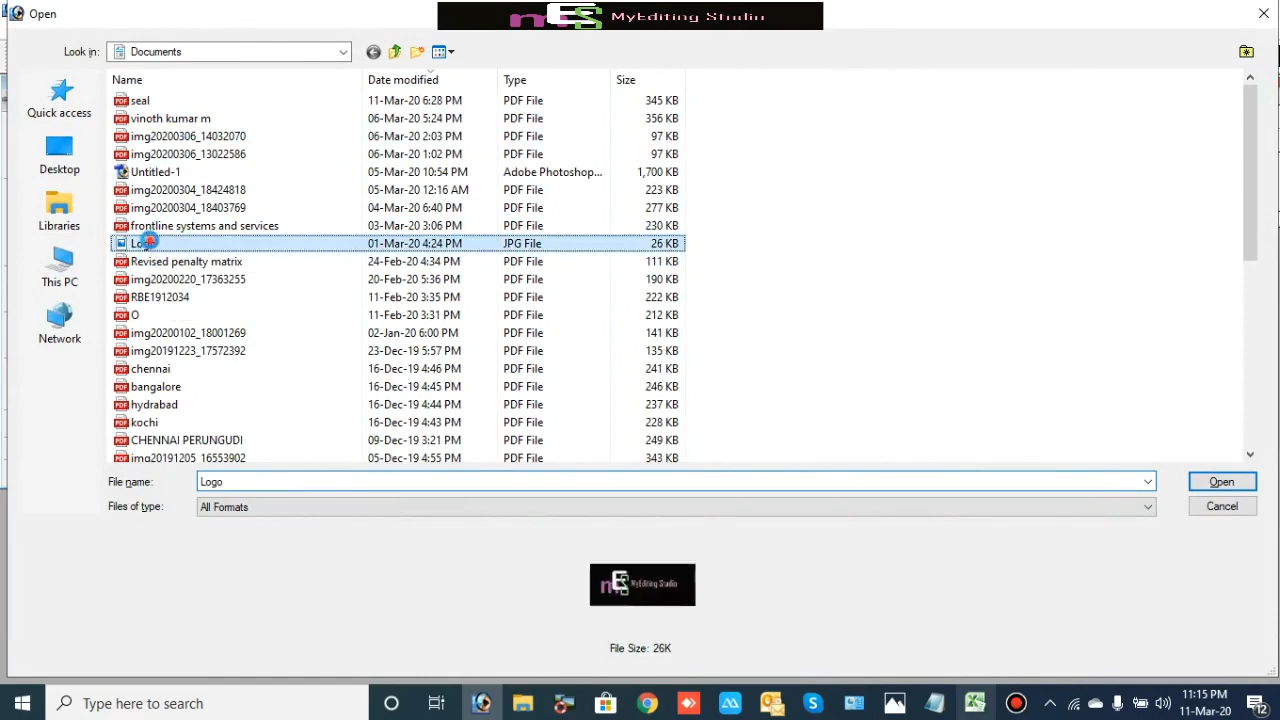 Open
MES MyEditing Studio
Look in: Documents
Quick access
Desktop
Libraries
This PC
Network
Name Date modified Type Size
seal 11-Mar-20 6:28 PM PDF File 345 KB
vinoth kumar m 06-Mar-20 5:24 PM PDF File 356 KB
img20200306_14032070 06-Mar-20 2:03 PM PDF File 97 KB
img20200306_13022586 06-Mar-20 1:02 PM PDF File 97 KB
Untitled-1 05-Mar-20 10:54 PM Adobe Photoshop... 1,700 KB
img20200304_18424818 05-Mar-20 12:16 AM PDF File 223 KB
img20200304_18403769 04-Mar-20 6:40 PM PDF File 277 KB
frontline systems and services 03-Mar-20 3:06 PM PDF File 230 KB
01-Mar-20 4:24 PM JPG File 26 KB
Revised penalty matrix 24-Feb-20 4:34 PM PDF File 111 KB
img20200220_17363255 20-Feb-20 5:36 PM PDF File 190 KB
RBE1912034 11-Feb-20 3:35 PM PDF File 222 KB
O 11-Feb-20 3:31 PM PDF File 212 KB
img20200102_18001269 02-Jan-20 6:00 PM PDF File 141 KB
img20191223_17572392 23-Dec-19 5:57 PM PDF File 135 KB
chennai 16-Dec-19 4:46 PM PDF File 241 KB
bangalore 16-Dec-19 4:45 PM PDF File 246 KB
hydrabad 16-Dec-19 4:44 PM PDF File 237 KB
kochi 16-Dec-19 4:43 PM PDF File 228 KB
CHENNAI PERUNGUDI 09-Dec-19 3:21 PM PDF File 249 KB
img20191205_16553902 05-Dec-19 4:55 PM PDF File 343 KB
File name: Logo Open
Files of type: All Formats Cancel
MES MyEditing Studio
File Size: 26K
Type here to search
11:15 PM
11-Mar-20
12